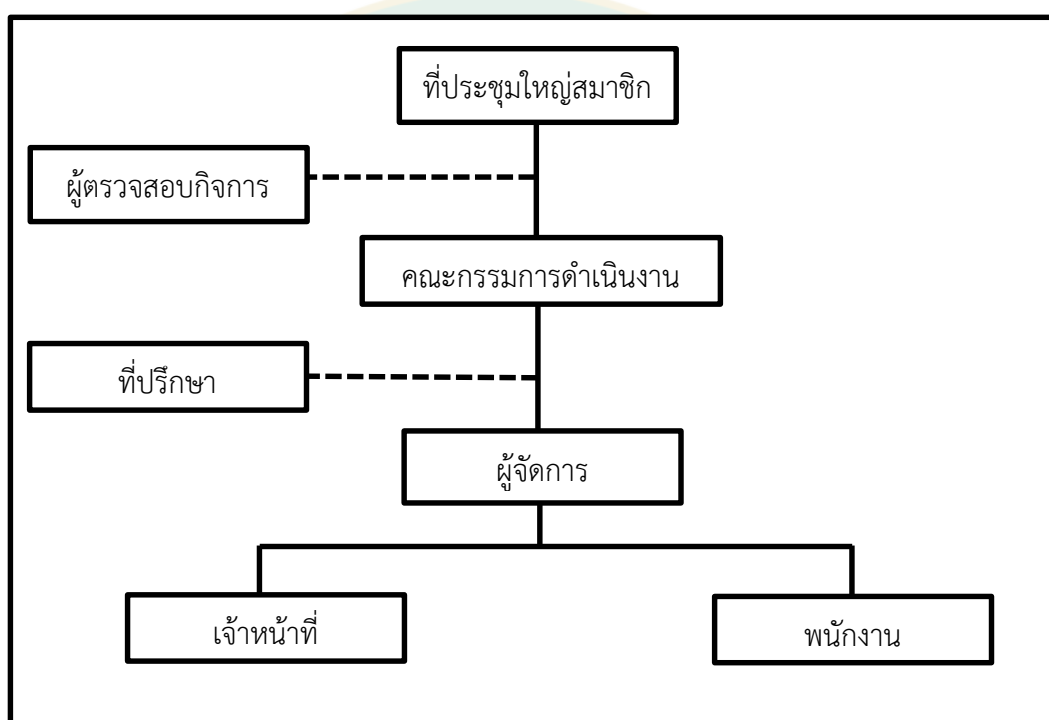 ที่ประชุมใหญ่สมาชิก
ผู้ตรวจสอบกิจการ
คณะกรรมการดำเนินงาน
ที่ปรึกษา
ผู้จัดการ
เจ้าหน้าที่
พนักงาน